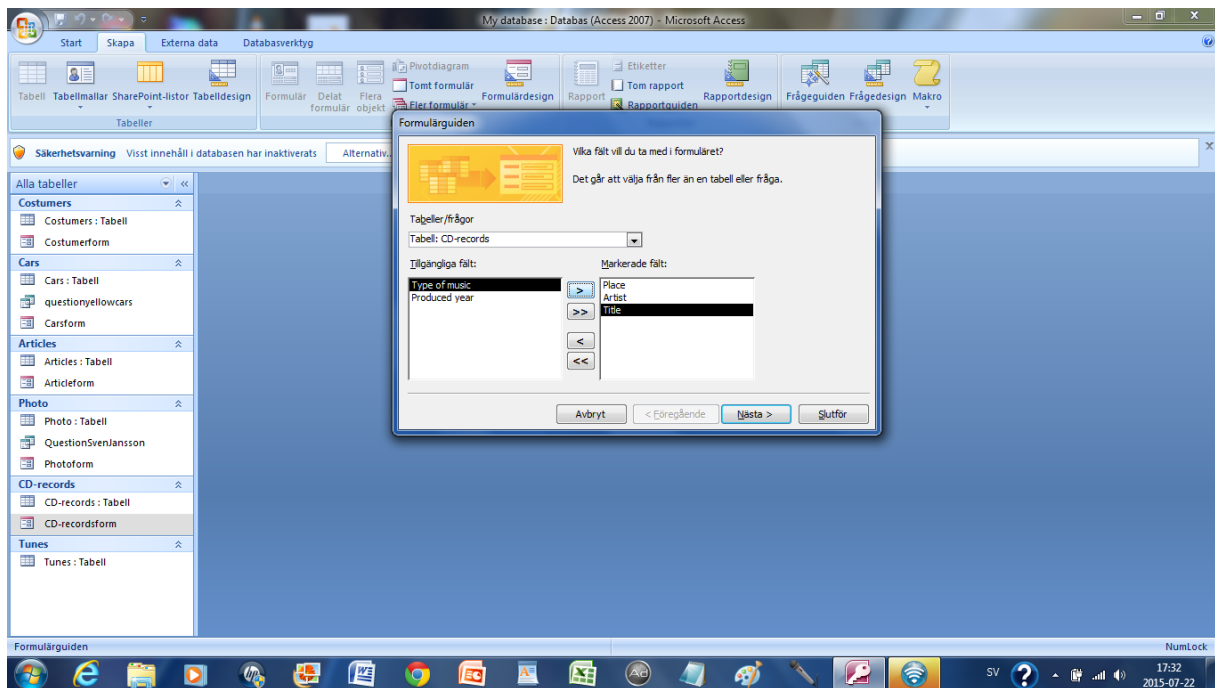 My database : Databas (Access 2007) - Microsoft Access
Start Skapa Externa data Databasverktyg
Tabell Tabellmallar SharePoint-listor Tabelldesign
Tabeller
Formulär Delat formulär Flera objekt
Pivotdiagram
Tomt formulär
Fler formulär
Formulärdesign
Rapport
Etiketter
Tom rapport
Rapportguiden
Rapportdesign
Frågeguiden Frågedesign Makro
Säkerhetsvarning Visst innehåll i databasen har inaktiverats Alternativ..
Alla tabeller
Costumers
Costumers : Tabell
Costumerform
Cars
Cars : Tabell
questionyellowcars
Carsform
Articles
Articles : Tabell
Articleform
Photo
Photo : Tabell
QuestionSvenJansson
Photoform
CD-records
CD-records : Tabell
CD-recordsform
Tunes
Tunes : Tabell
Formulärguiden
Vilka fält vill du ta med i formuläret?
Det går att välja från fler än en tabell eller fråga.
Tabeller/frågor
Tabell: CD-records
Tillgängliga fält:
Type of music
Produced year
>
>>
<
<<
Markerade fält:
Place
Artist
Title
Avbryt < Föregående Nästa > Slutför
Formulärguiden NumLock
SV 17:32
2015-07-22